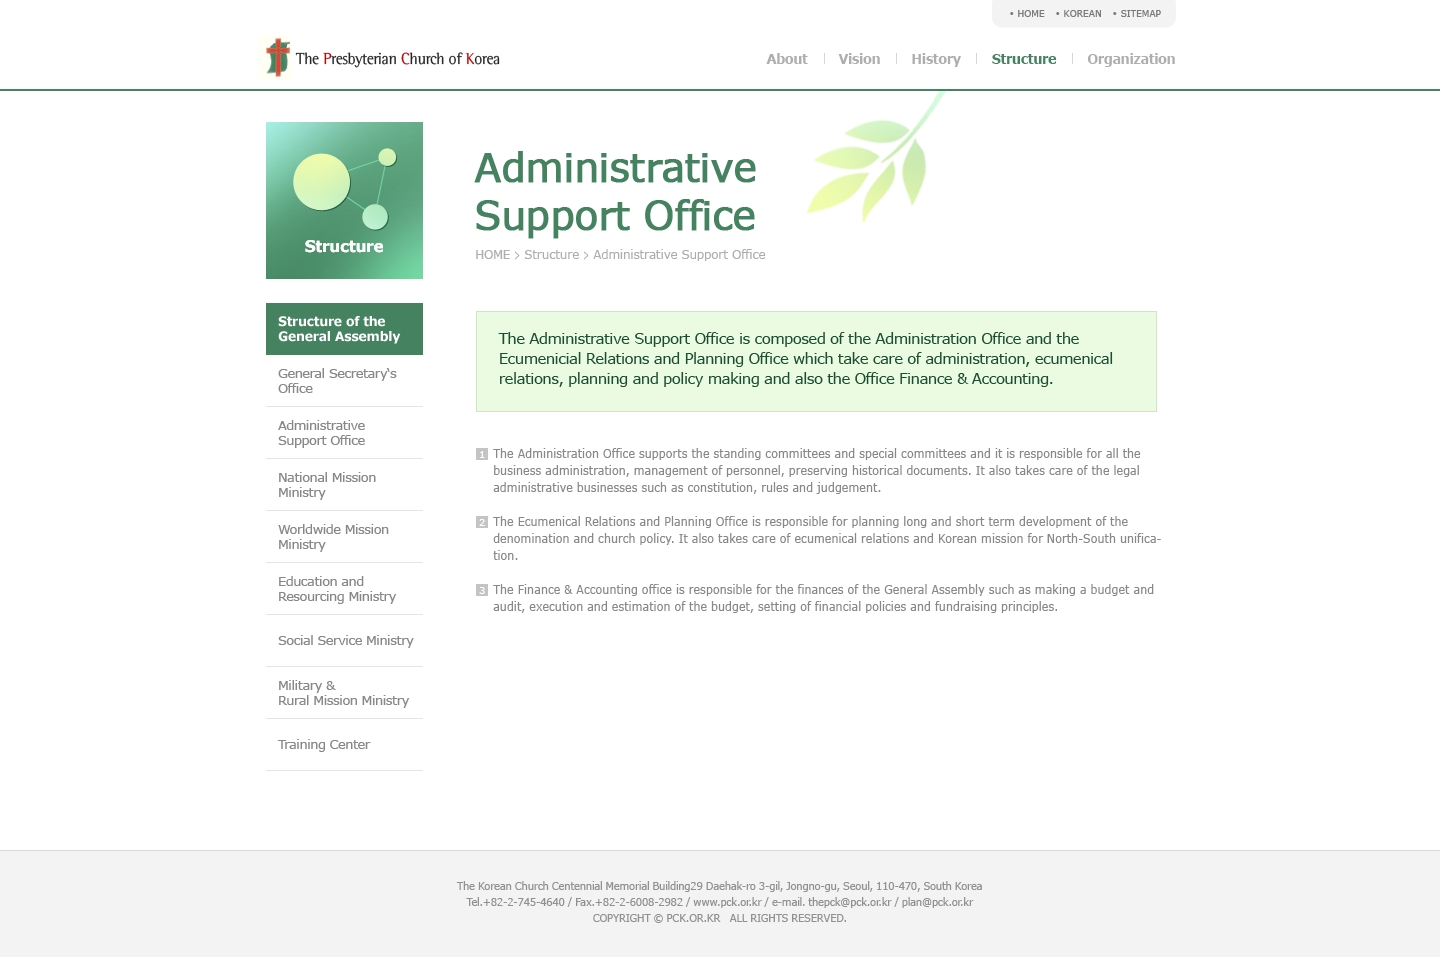 • HOME • KOREAN • SITEMAP
The Presbyterian Church of Korea
About Vision History Structure Organization
Structure
Structure of the
General Assembly
General Secretary's
Office
Administrative
Support Office
National Mission
Ministry
Worldwide Mission
Ministry
Education and
Resourcing Ministry
Social Service Ministry
Military &
Rural Mission Ministry
Training Center
Administrative
Support Office
HOME > Structure > Administrative Support Office
The Administrative Support Office is composed of the Administration Office and the
Ecumenicial Relations and Planning Office which take care of administration, ecumenical
relations, planning and policy making and also the Office Finance & Accounting.
1 The Administration Office supports the standing committees and special committees and it is responsible for all the
business administration, management of personnel, preserving historical documents. It also takes care of the legal
administrative businesses such as constitution, rules and judgement.
2 The Ecumenical Relations and Planning Office is responsible for planning long and short term development of the
denomination and church policy. It also takes care of ecumenical relations and Korean mission for North-South unifica-
tion.
3 The Finance & Accounting office is responsible for the finances of the General Assembly such as making a budget and
audit, execution and estimation of the budget, setting of financial policies and fundraising principles.
The Korean Church Centennial Memorial Building29 Daehak-ro 3-gil, Jongno-gu, Seoul, 110-470, South Korea
Tel.+82-2-745-4640 / Fax.+82-2-6008-2982 / www.pck.or.kr / e-mail. thepck@pck.or.kr / plan@pck.or.kr
COPYRIGHT © PCK.OR.KR ALL RIGHTS RESERVED.